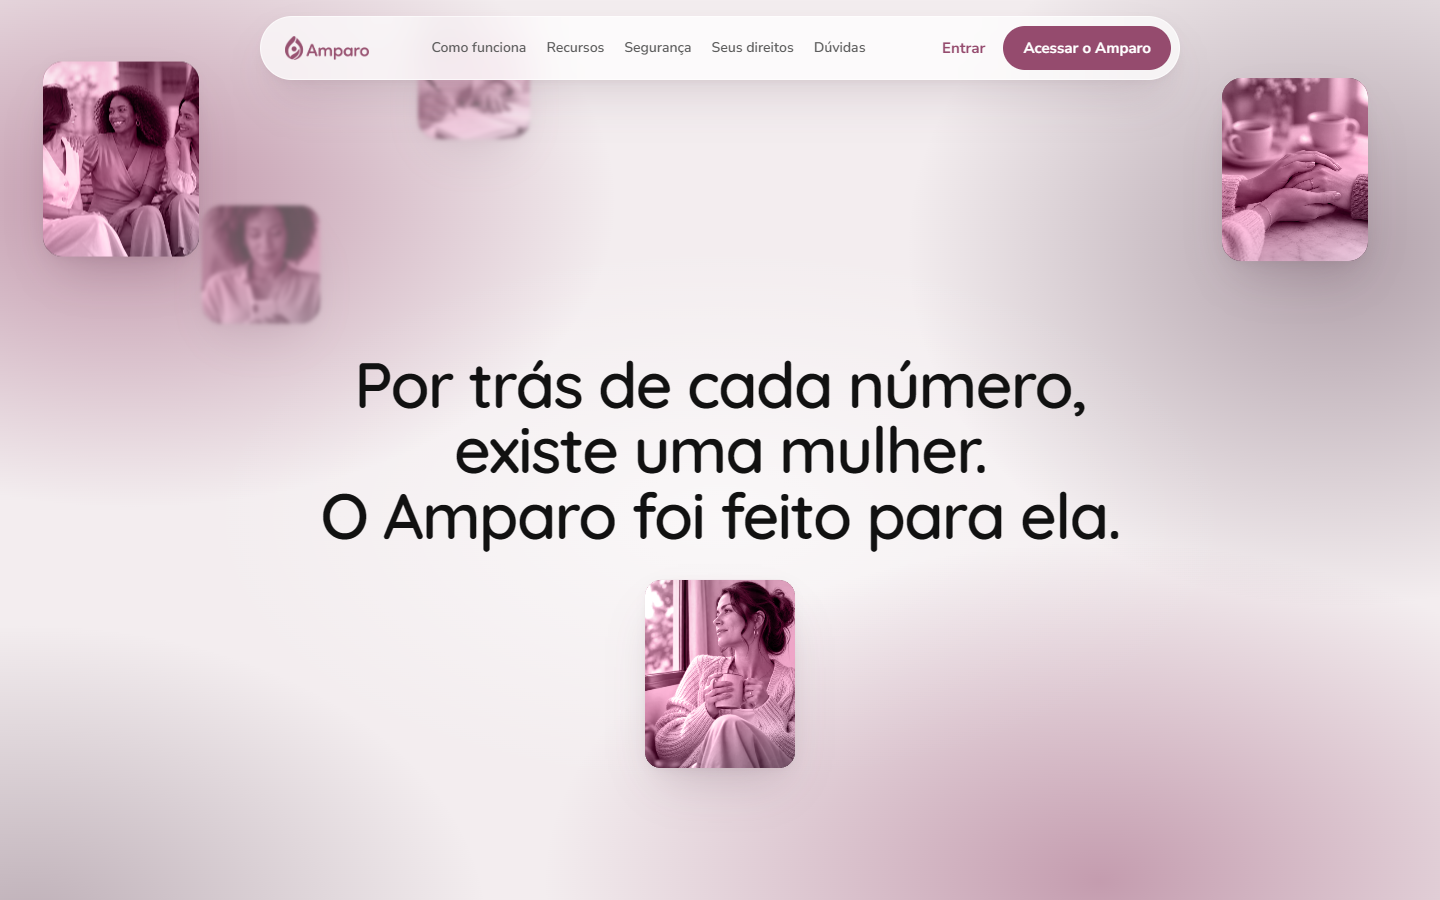 Amparo
Como funciona
Recursos
Segurança
Seus direitos
Dúvidas
Entrar
Acessar o Amparo
Por trás de cada número,
existe uma mulher.
O Amparo foi feito para ela.